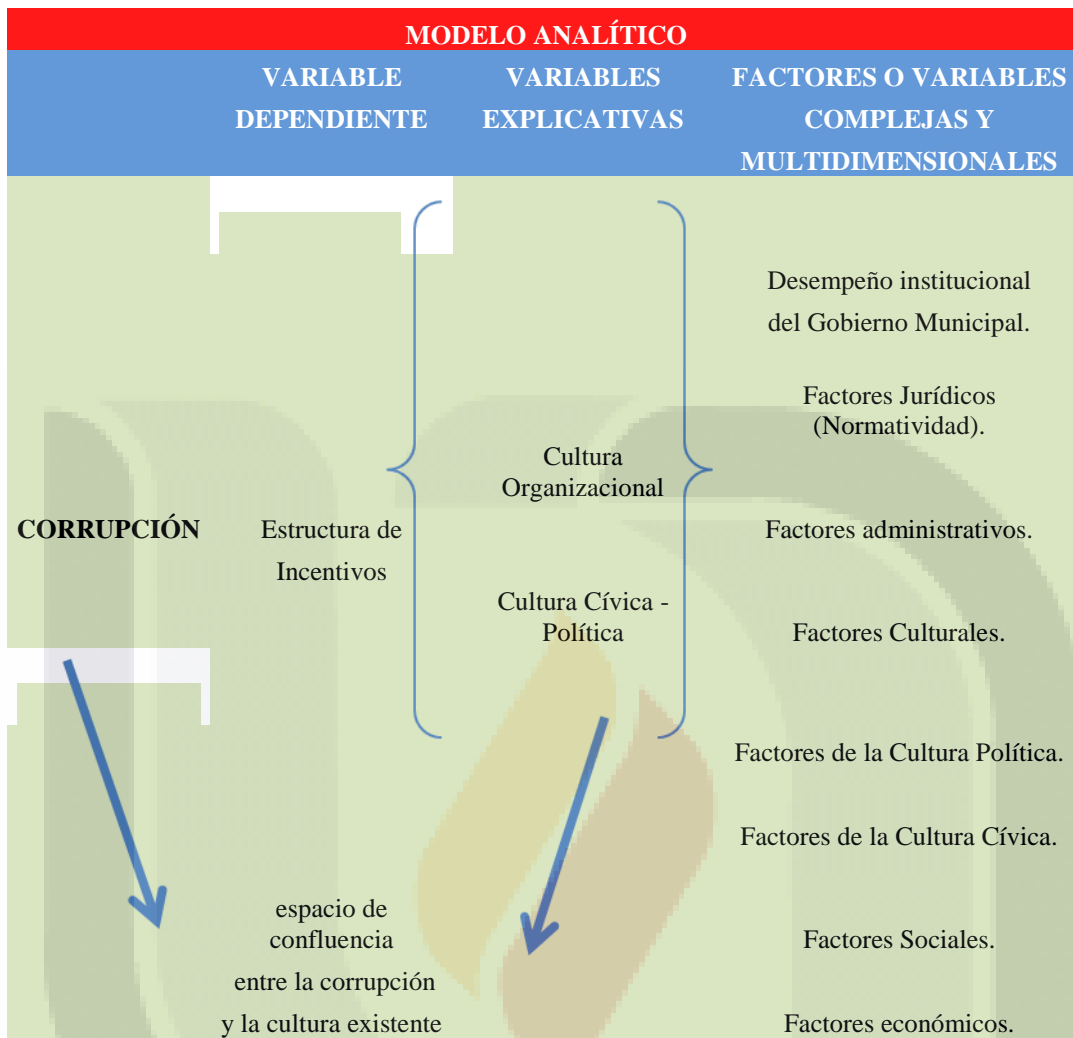 MODELO ANALÍTICO
VARIABLE
DEPENDIENTE
VARIABLES
EXPLICATIVAS
FACTORES O VARIABLES
COMPLEJAS Y
MULTIDIMENSIONALES
CORRUPCIÓN
Estructura de
Incentivos
espacio de
confluencia
entre la corrupción
y la cultura existente
Cultura
Organizacional
Cultura Cívica -
Política
Desempeño institucional
del Gobierno Municipal.
Factores Jurídicos
(Normatividad).
Factores administrativos.
Factores Culturales.
Factores de la Cultura Política.
Factores de la Cultura Cívica.
Factores Sociales.
Factores económicos.